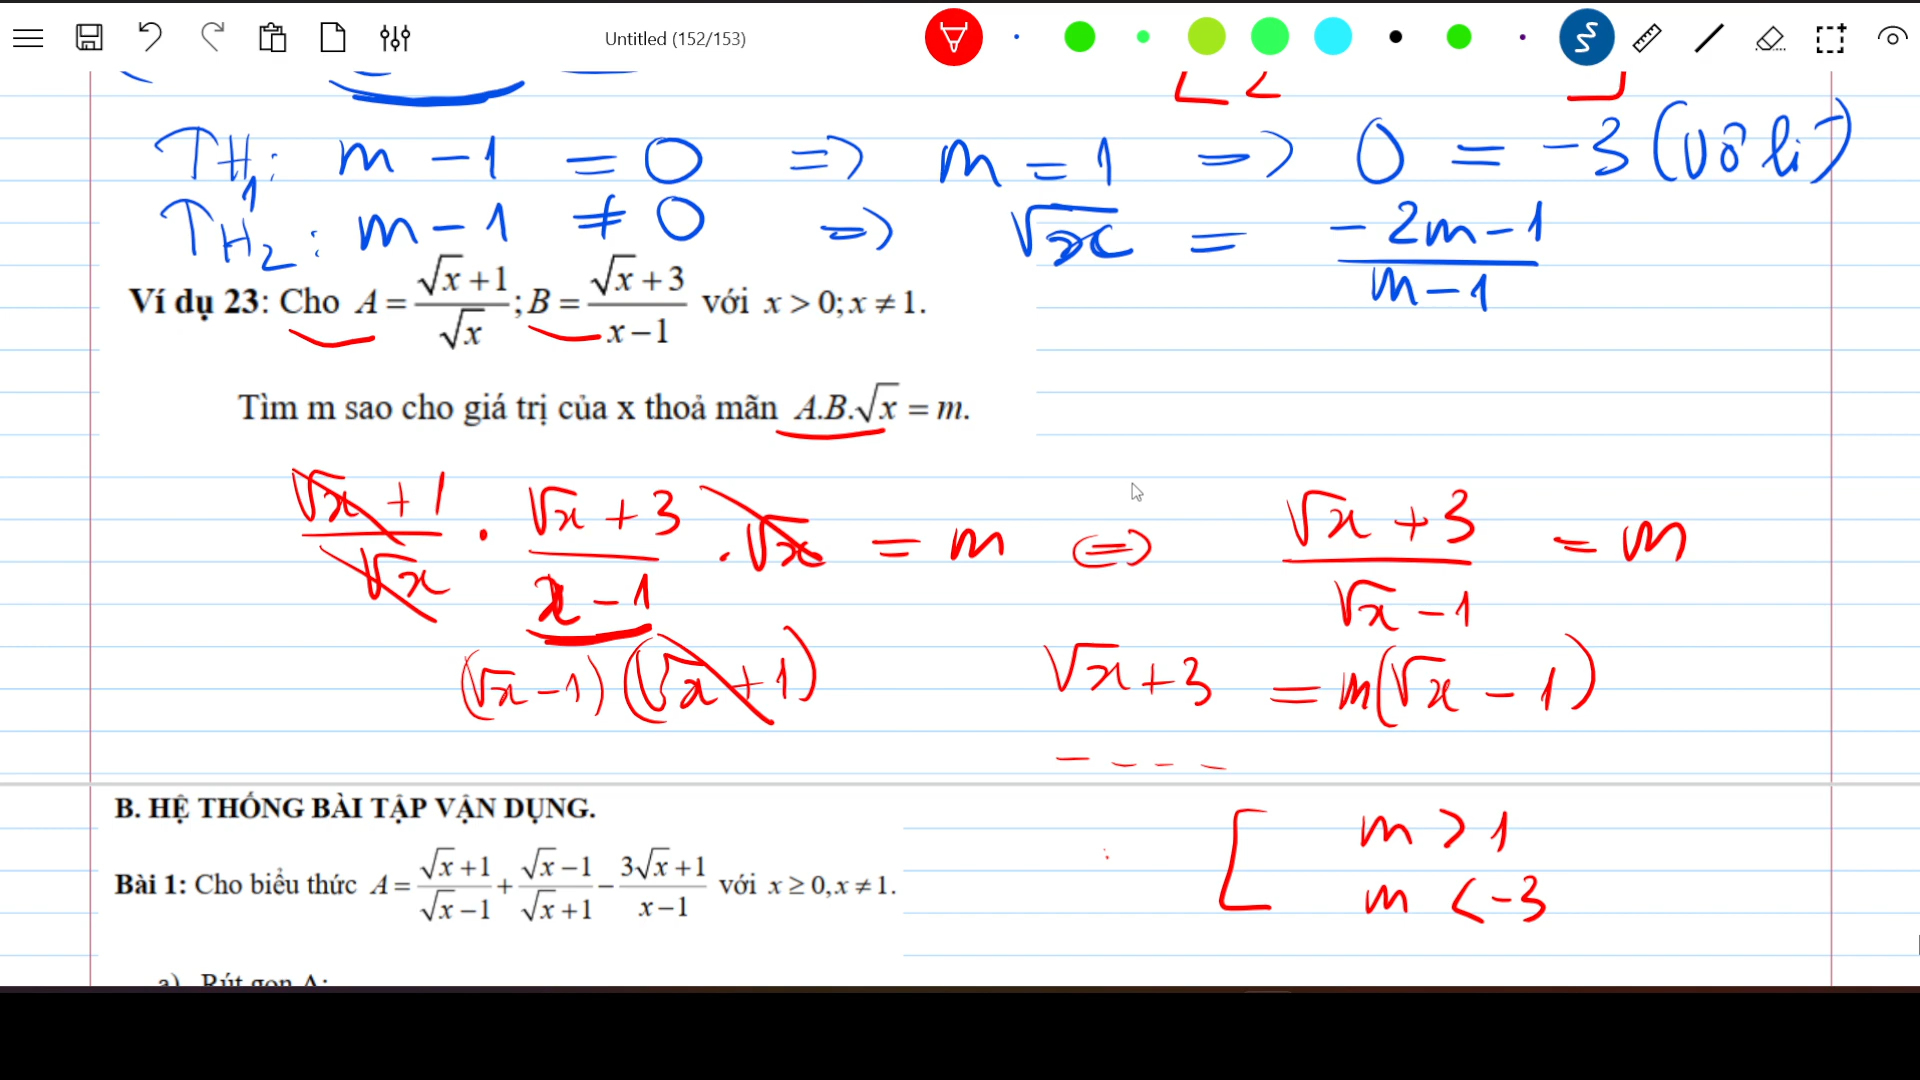 Untitled (152/153)
TH1: m - 1 = 0 => m = 1 => 0 = -3 (Vô lí)
TH2: m - 1 ≠ 0 => √x = (-2m-1)/(m-1)
Ví dụ 23: Cho A = (√x+1)/√x; B = (√x+3)/(x-1) với x > 0; x ≠ 1.
Tìm m sao cho giá trị của x thoả mãn A.B.√x = m.
(√x+1)/√x . (√x+3)/(x-1) . √x = m <=> (√x+3)/(√x-1) = m
(√x-1)(√x+1) √x+3 = m(√x-1)
- - - -
B. HỆ THỐNG BÀI TẬP VẬN DỤNG.
[ m > 1
m < -3
Bài 1: Cho biểu thức A = (√x+1)/(√x-1) + (√x-1)/(√x+1) - (3√x+1)/(x-1) với x ≥ 0, x ≠ 1.
a) Rút gọn A: